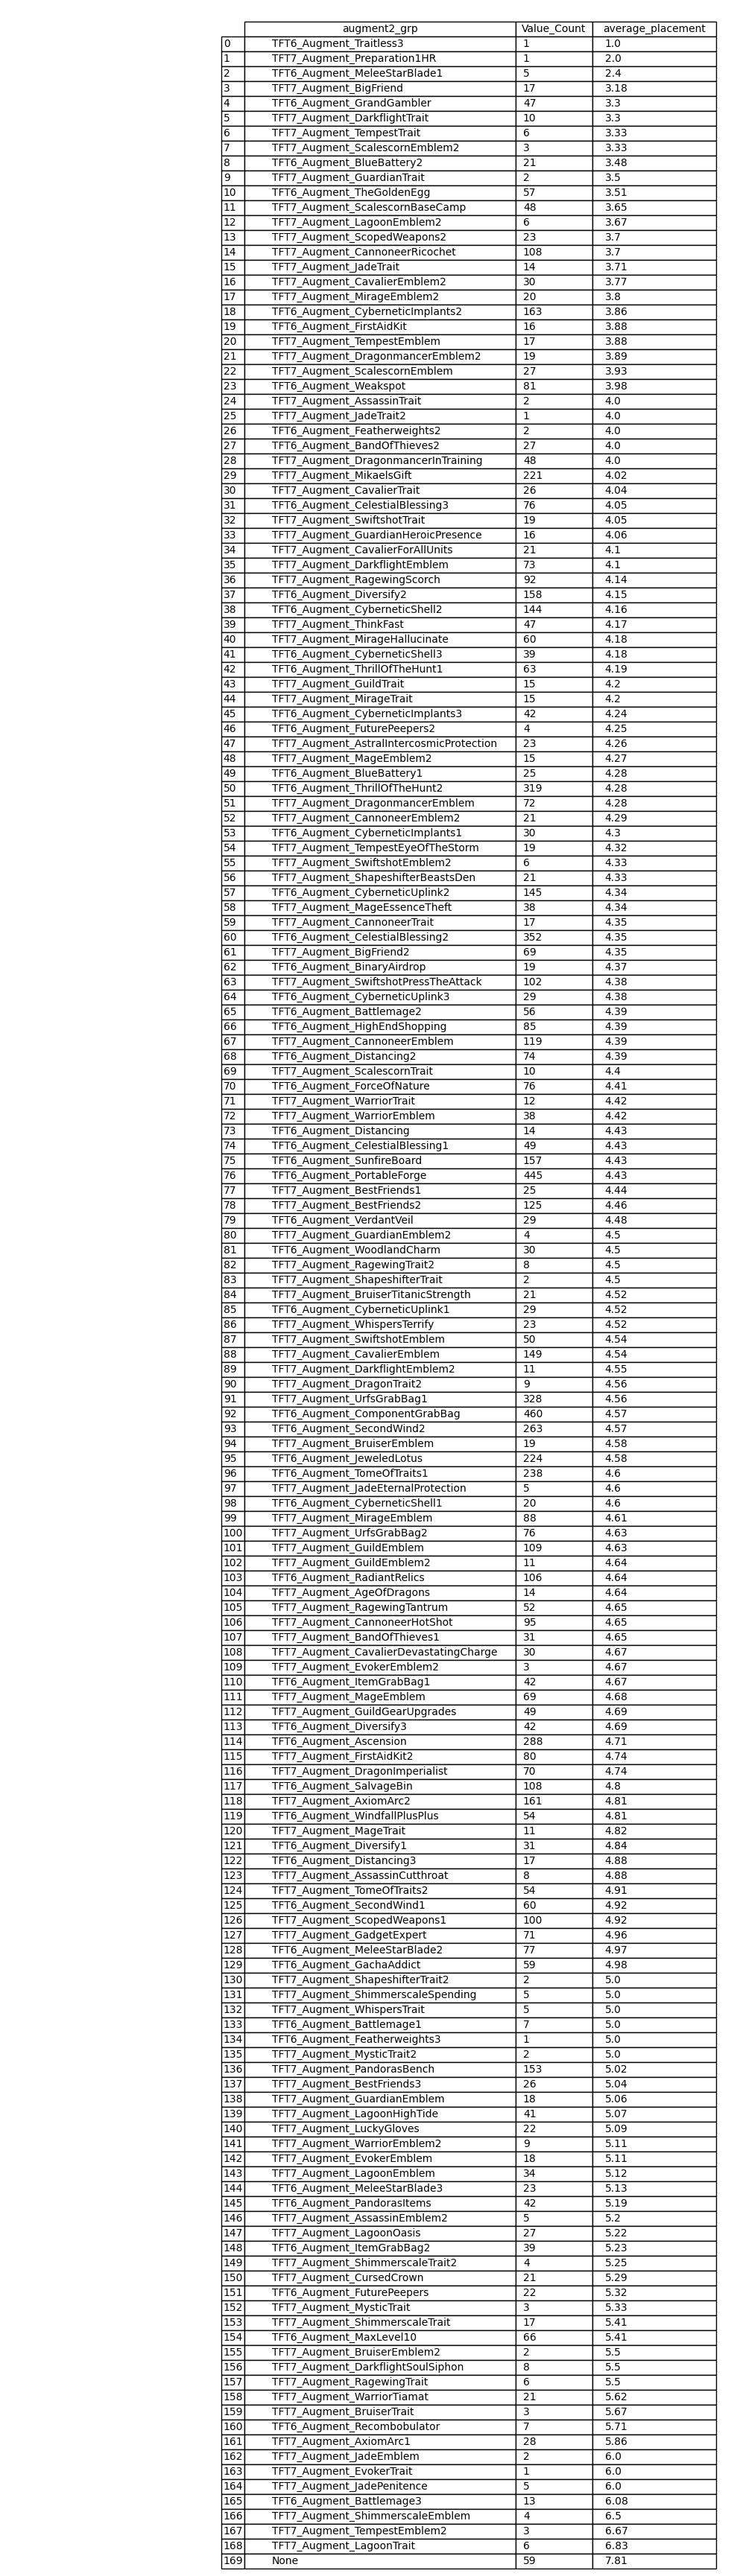 augment2_grp Value_Count average_placement
0 TFT6_Augment_Traitless3 1 1.0
1 TFT7_Augment_Preparation1HR 1 2.0
2 TFT6_Augment_MeleeStarBlade1 5 2.4
3 TFT7_Augment_BigFriend 17 3.18
4 TFT6_Augment_GrandGambler 47 3.3
5 TFT7_Augment_DarkflightTrait 10 3.3
6 TFT7_Augment_TempestTrait 6 3.33
7 TFT7_Augment_ScalescornEmblem2 3 3.33
8 TFT6_Augment_BlueBattery2 21 3.48
9 TFT7_Augment_GuardianTrait 2 3.5
10 TFT6_Augment_TheGoldenEgg 57 3.51
11 TFT7_Augment_ScalescornBaseCamp 48 3.65
12 TFT7_Augment_LagoonEmblem2 6 3.67
13 TFT7_Augment_ScopedWeapons2 23 3.7
14 TFT7_Augment_CannoneerRicochet 108 3.7
15 TFT7_Augment_JadeTrait 14 3.71
16 TFT7_Augment_CavalierEmblem2 30 3.77
17 TFT7_Augment_MirageEmblem2 20 3.8
18 TFT6_Augment_CyberneticImplants2 163 3.86
19 TFT6_Augment_FirstAidKit 16 3.88
20 TFT7_Augment_TempestEmblem 17 3.88
21 TFT7_Augment_DragonmancerEmblem2 19 3.89
22 TFT7_Augment_ScalescornEmblem 27 3.93
23 TFT6_Augment_Weakspot 81 3.98
24 TFT7_Augment_AssassinTrait 2 4.0
25 TFT7_Augment_JadeTrait2 1 4.0
26 TFT6_Augment_Featherweights2 2 4.0
27 TFT6_Augment_BandOfThieves2 27 4.0
28 TFT7_Augment_DragonmancerInTraining 48 4.0
29 TFT7_Augment_MikaelsGift 221 4.02
30 TFT7_Augment_CavalierTrait 26 4.04
31 TFT6_Augment_CelestialBlessing3 76 4.05
32 TFT7_Augment_SwiftshotTrait 19 4.05
33 TFT7_Augment_GuardianHeroicPresence 16 4.06
34 TFT7_Augment_CavalierForAllUnits 21 4.1
35 TFT7_Augment_DarkflightEmblem 73 4.1
36 TFT7_Augment_RagewingScorch 92 4.14
37 TFT6_Augment_Diversify2 158 4.15
38 TFT6_Augment_CyberneticShell2 144 4.16
39 TFT7_Augment_ThinkFast 47 4.17
40 TFT7_Augment_MirageHallucinate 60 4.18
41 TFT6_Augment_CyberneticShell3 39 4.18
42 TFT6_Augment_ThrillOfTheHunt1 63 4.19
43 TFT7_Augment_GuildTrait 15 4.2
44 TFT7_Augment_MirageTrait 15 4.2
45 TFT6_Augment_CyberneticImplants3 42 4.24
46 TFT6_Augment_FuturePeepers2 4 4.25
47 TFT7_Augment_AstralIntercosmicProtection 23 4.26
48 TFT7_Augment_MageEmblem2 15 4.27
49 TFT6_Augment_BlueBattery1 25 4.28
50 TFT6_Augment_ThrillOfTheHunt2 319 4.28
51 TFT7_Augment_DragonmancerEmblem 72 4.28
52 TFT7_Augment_CannoneerEmblem2 21 4.29
53 TFT6_Augment_CyberneticImplants1 30 4.3
54 TFT7_Augment_TempestEyeOfTheStorm 19 4.32
55 TFT7_Augment_SwiftshotEmblem2 6 4.33
56 TFT7_Augment_ShapeshifterBeastsDen 21 4.33
57 TFT6_Augment_CyberneticUplink2 145 4.34
58 TFT7_Augment_MageEssenceTheft 38 4.34
59 TFT7_Augment_CannoneerTrait 17 4.35
60 TFT6_Augment_CelestialBlessing2 352 4.35
61 TFT7_Augment_BigFriend2 69 4.35
62 TFT6_Augment_BinaryAirdrop 19 4.37
63 TFT7_Augment_SwiftshotPressTheAttack 102 4.38
64 TFT6_Augment_CyberneticUplink3 29 4.38
65 TFT6_Augment_Battlemage2 56 4.39
66 TFT6_Augment_HighEndShopping 85 4.39
67 TFT7_Augment_CannoneerEmblem 119 4.39
68 TFT6_Augment_Distancing2 74 4.39
69 TFT7_Augment_ScalescornTrait 10 4.4
70 TFT6_Augment_ForceOfNature 76 4.41
71 TFT7_Augment_WarriorTrait 12 4.42
72 TFT7_Augment_WarriorEmblem 38 4.42
73 TFT6_Augment_Distancing 14 4.43
74 TFT6_Augment_CelestialBlessing1 49 4.43
75 TFT6_Augment_SunfireBoard 157 4.43
76 TFT6_Augment_PortableForge 445 4.43
77 TFT7_Augment_BestFriends1 25 4.44
78 TFT7_Augment_BestFriends2 125 4.46
79 TFT6_Augment_VerdantVeil 29 4.48
80 TFT7_Augment_GuardianEmblem2 4 4.5
81 TFT6_Augment_WoodlandCharm 30 4.5
82 TFT7_Augment_RagewingTrait2 8 4.5
83 TFT7_Augment_ShapeshifterTrait 2 4.5
84 TFT7_Augment_BruiserTitanicStrength 21 4.52
85 TFT6_Augment_CyberneticUplink1 29 4.52
86 TFT7_Augment_WhispersTerrify 23 4.52
87 TFT7_Augment_SwiftshotEmblem 50 4.54
88 TFT7_Augment_CavalierEmblem 149 4.54
89 TFT7_Augment_DarkflightEmblem2 11 4.55
90 TFT7_Augment_DragonTrait2 9 4.56
91 TFT7_Augment_UrfsGrabBag1 328 4.56
92 TFT6_Augment_ComponentGrabBag 460 4.57
93 TFT6_Augment_SecondWind2 263 4.57
94 TFT7_Augment_BruiserEmblem 19 4.58
95 TFT6_Augment_JeweledLotus 224 4.58
96 TFT6_Augment_TomeOfTraits1 238 4.6
97 TFT7_Augment_JadeEternalProtection 5 4.6
98 TFT6_Augment_CyberneticShell1 20 4.6
99 TFT7_Augment_MirageEmblem 88 4.61
100 TFT7_Augment_UrfsGrabBag2 76 4.63
101 TFT7_Augment_GuildEmblem 109 4.63
102 TFT7_Augment_GuildEmblem2 11 4.64
103 TFT6_Augment_RadiantRelics 106 4.64
104 TFT7_Augment_AgeOfDragons 14 4.64
105 TFT7_Augment_RagewingTantrum 52 4.65
106 TFT7_Augment_CannoneerHotShot 95 4.65
107 TFT7_Augment_BandOfThieves1 31 4.65
108 TFT7_Augment_CavalierDevastatingCharge 30 4.67
109 TFT7_Augment_EvokerEmblem2 3 4.67
110 TFT6_Augment_ItemGrabBag1 42 4.67
111 TFT7_Augment_MageEmblem 69 4.68
112 TFT7_Augment_GuildGearUpgrades 49 4.69
113 TFT6_Augment_Diversify3 42 4.69
114 TFT6_Augment_Ascension 288 4.71
115 TFT7_Augment_FirstAidKit2 80 4.74
116 TFT7_Augment_DragonImperialist 70 4.74
117 TFT6_Augment_SalvageBin 108 4.8
118 TFT7_Augment_AxiomArc2 161 4.81
119 TFT6_Augment_WindfallPlusPlus 54 4.81
120 TFT7_Augment_MageTrait 11 4.82
121 TFT6_Augment_Diversify1 31 4.84
122 TFT6_Augment_Distancing3 17 4.88
123 TFT7_Augment_AssassinCutthroat 8 4.88
124 TFT7_Augment_TomeOfTraits2 54 4.91
125 TFT6_Augment_SecondWind1 60 4.92
126 TFT7_Augment_ScopedWeapons1 100 4.92
127 TFT7_Augment_GadgetExpert 71 4.96
128 TFT6_Augment_MeleeStarBlade2 77 4.97
129 TFT6_Augment_GachaAddict 59 4.98
130 TFT7_Augment_ShapeshifterTrait2 2 5.0
131 TFT7_Augment_ShimmerscaleSpending 5 5.0
132 TFT7_Augment_WhispersTrait 5 5.0
133 TFT6_Augment_Battlemage1 7 5.0
134 TFT6_Augment_Featherweights3 1 5.0
135 TFT7_Augment_MysticTrait2 2 5.0
136 TFT7_Augment_PandorasBench 153 5.02
137 TFT7_Augment_BestFriends3 26 5.04
138 TFT7_Augment_GuardianEmblem 18 5.06
139 TFT7_Augment_LagoonHighTide 41 5.07
140 TFT7_Augment_LuckyGloves 22 5.09
141 TFT7_Augment_WarriorEmblem2 9 5.11
142 TFT7_Augment_EvokerEmblem 18 5.11
143 TFT7_Augment_LagoonEmblem 34 5.12
144 TFT6_Augment_MeleeStarBlade3 23 5.13
145 TFT6_Augment_PandorasItems 42 5.19
146 TFT7_Augment_AssassinEmblem2 5 5.2
147 TFT7_Augment_LagoonOasis 27 5.22
148 TFT6_Augment_ItemGrabBag2 39 5.23
149 TFT7_Augment_ShimmerscaleTrait2 4 5.25
150 TFT7_Augment_CursedCrown 21 5.29
151 TFT6_Augment_FuturePeepers 22 5.32
152 TFT7_Augment_MysticTrait 3 5.33
153 TFT7_Augment_ShimmerscaleTrait 17 5.41
154 TFT6_Augment_MaxLevel10 66 5.41
155 TFT7_Augment_BruiserEmblem2 2 5.5
156 TFT7_Augment_DarkflightSoulSiphon 8 5.5
157 TFT7_Augment_RagewingTrait 6 5.5
158 TFT7_Augment_WarriorTiamat 21 5.62
159 TFT7_Augment_BruiserTrait 3 5.67
160 TFT6_Augment_Recombobulator 7 5.71
161 TFT7_Augment_AxiomArc1 28 5.86
162 TFT7_Augment_JadeEmblem 2 6.0
163 TFT7_Augment_EvokerTrait 1 6.0
164 TFT7_Augment_JadePenitence 5 6.0
165 TFT6_Augment_Battlemage3 13 6.08
166 TFT7_Augment_ShimmerscaleEmblem 4 6.5
167 TFT7_Augment_TempestEmblem2 3 6.67
168 TFT7_Augment_LagoonTrait 6 6.83
169 None 59 7.81